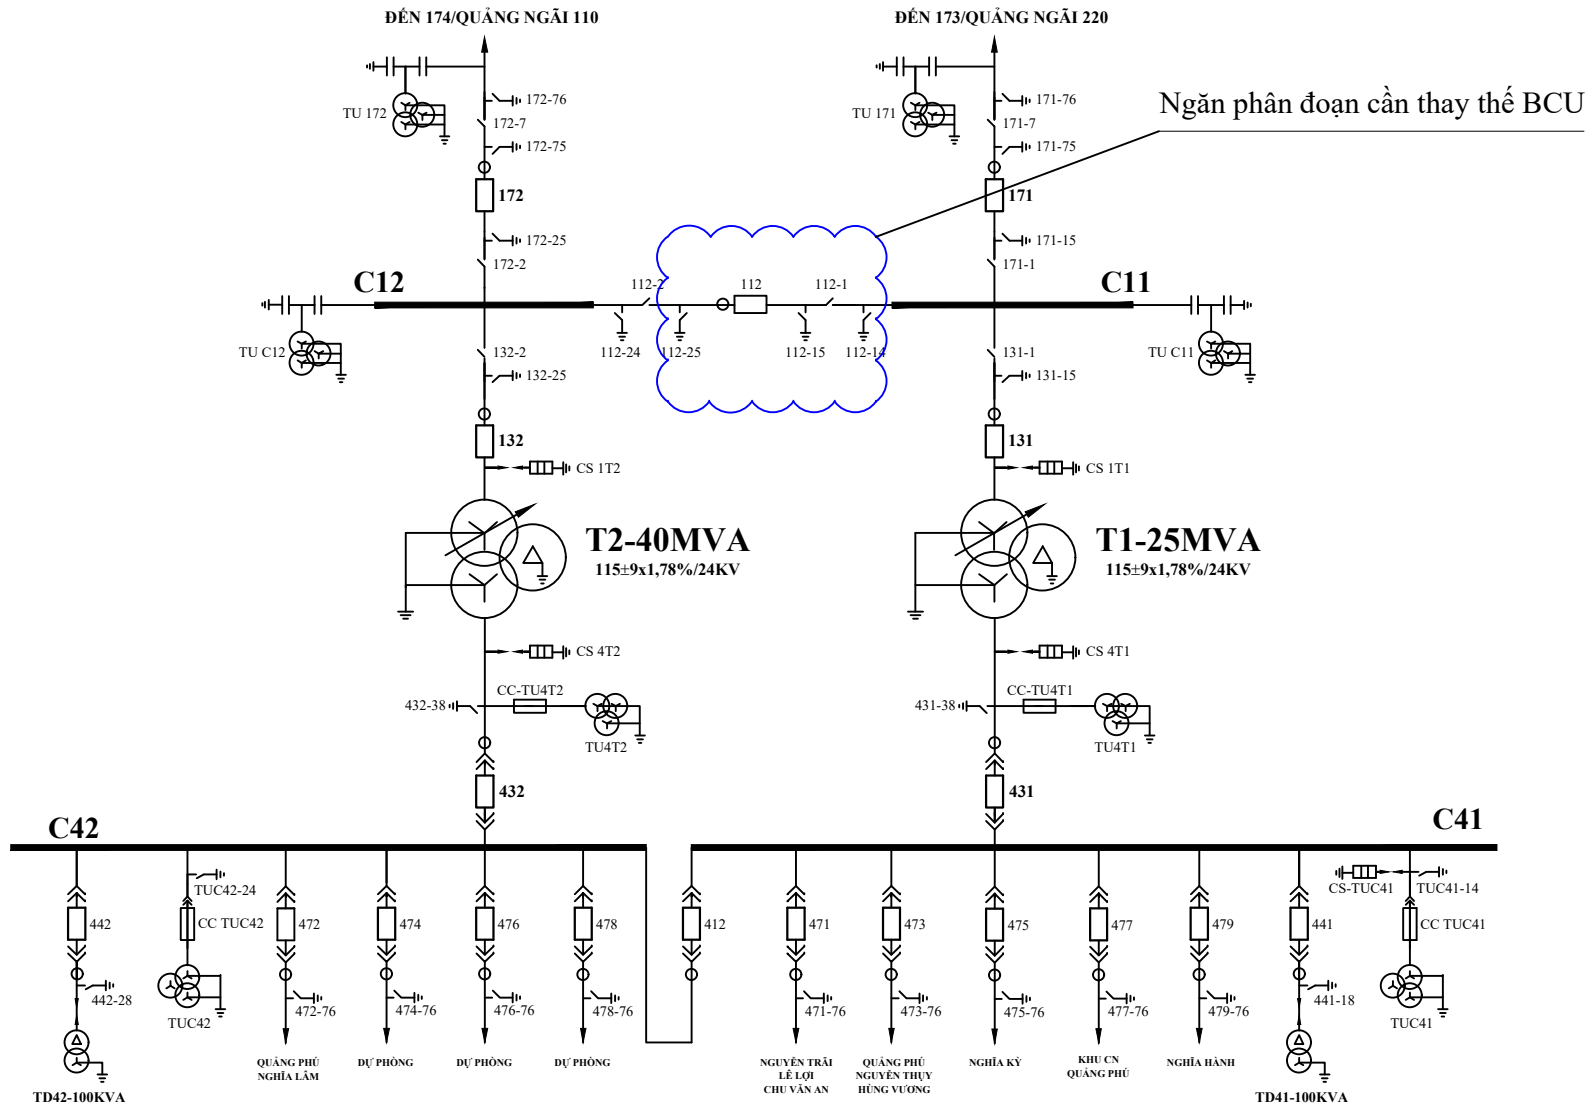 ĐẾN 174/QUẢNG NGÃI 110
ĐẾN 173/QUẢNG NGÃI 220
Ngăn phân đoạn cần thay thế BCU
TU 172
172-76
172-7
172-75
172
172-25
172-2
TU 171
171-76
171-7
171-75
171
171-15
171-1
C12
C11
112-2
112
112-1
112-24
112-25
112-15
112-14
TU C12
TU C11
132-2
132-25
132
CS 1T2
131-1
131-15
131
CS 1T1
T2-40MVA
115±9x1,78%/24KV
T1-25MVA
115±9x1,78%/24KV
CS 4T2
CC-TU4T2
432-38
TU4T2
432
CS 4T1
CC-TU4T1
431-38
TU4T1
431
C42
C41
442
442-28
TD42-100KVA
TUC42-24
CC TUC42
TUC42
472
472-76
QUẢNG PHÚ
NGHĨA LÂM
474
474-76
DỰ PHÒNG
476
476-76
DỰ PHÒNG
478
478-76
DỰ PHÒNG
412
471
471-76
NGUYỄN TRÃI
LÊ LỢI
CHU VĂN AN
473
473-76
QUẢNG PHÚ
NGUYỄN THỤY
HÙNG VƯƠNG
475
475-76
NGHĨA KỲ
477
477-76
KHU CN
QUẢNG PHÚ
479
479-76
NGHĨA HÀNH
441
441-18
TD41-100KVA
CS-TUC41
TUC41-14
CC TUC41
TUC41